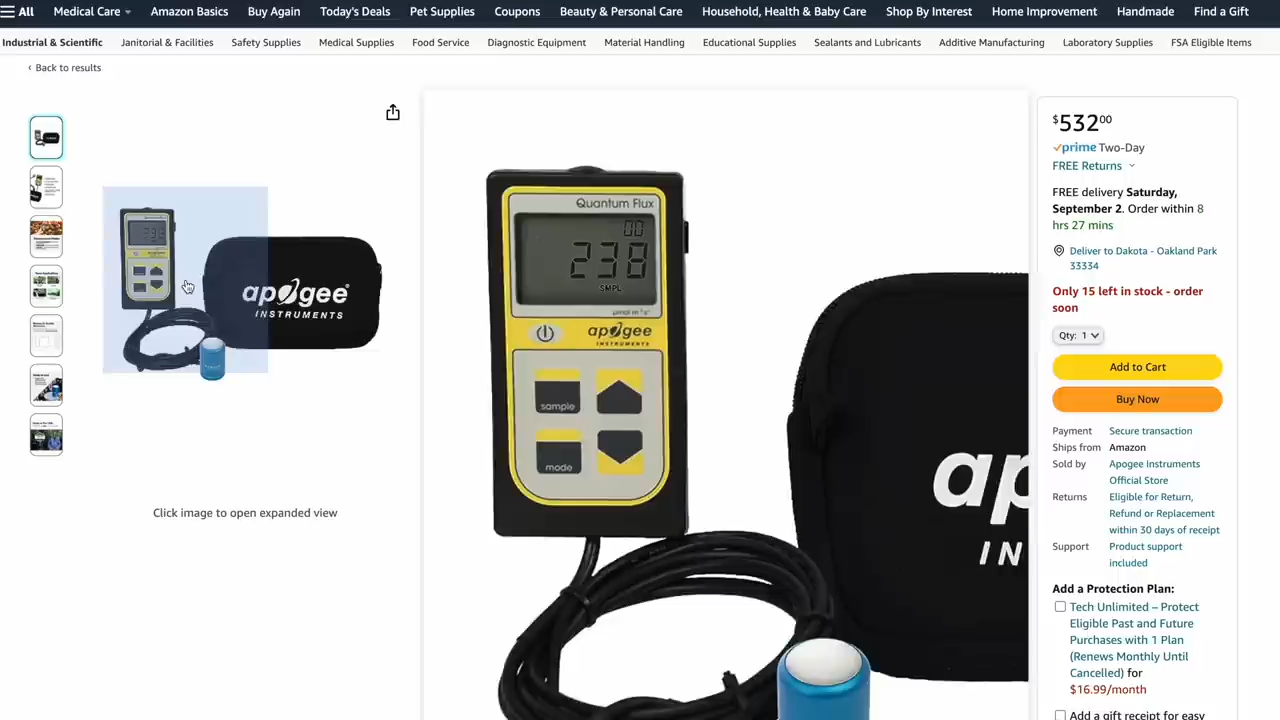 All
Medical Care
Amazon Basics
Buy Again
Today's Deals
Pet Supplies
Coupons
Beauty & Personal Care
Household, Health & Baby Care
Shop By Interest
Home Improvement
Handmade
Find a Gift
Industrial & Scientific
Janitorial & Facilities
Safety Supplies
Medical Supplies
Food Service
Diagnostic Equipment
Material Handling
Educational Supplies
Sealants and Lubricants
Additive Manufacturing
Laboratory Supplies
FSA Eligible Items
‹ Back to results
apogee
INSTRUMENTS
Click image to open expanded view
Quantum Flux
00
238
SMPL
µmol m⁻² s⁻¹
apogee
INSTRUMENTS
sample
mode
apo
IN
$532 00
prime Two-Day
FREE Returns
FREE delivery Saturday,
September 2. Order within 8
hrs 27 mins
Deliver to Dakota - Oakland Park
33334
Only 15 left in stock - order
soon
Qty: 1
Add to Cart
Buy Now
Payment Secure transaction
Ships from Amazon
Sold by Apogee Instruments
Official Store
Returns Eligible for Return,
Refund or Replacement
within 30 days of receipt
Support Product support
included
Add a Protection Plan:
Tech Unlimited – Protect
Eligible Past and Future
Purchases with 1 Plan
(Renews Monthly Until
Cancelled) for
$16.99/month
Add a gift receipt for easy